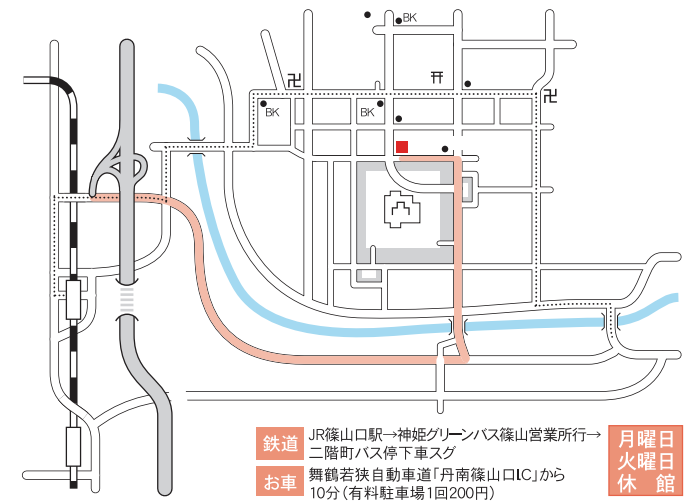 BK
BK
BK
鉄道
JR篠山口駅→神姫グリーンバス篠山営業所行→
二階町バス停下車スグ
お車
舞鶴若狭自動車道「丹南篠山口IC」から
10分（有料駐車場1回200円）
月曜日
火曜日
休 館